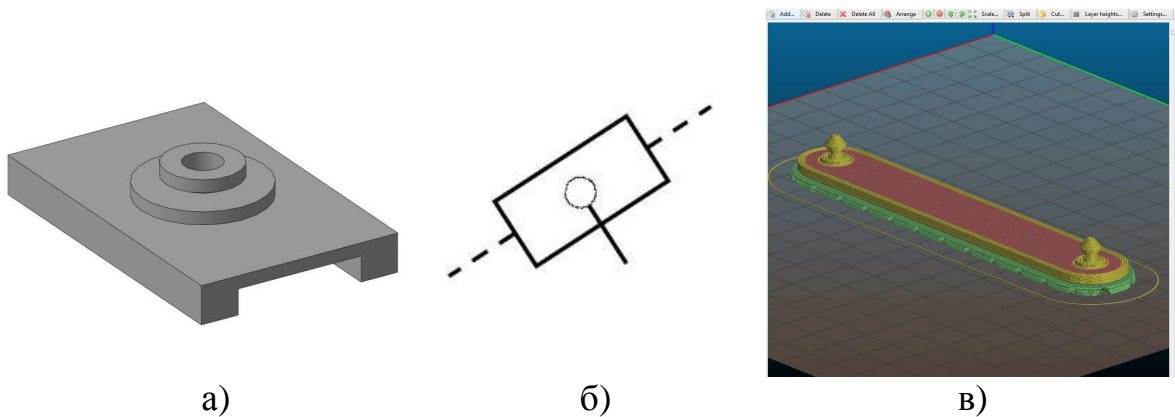 Add... Delete Delete All Arrange Scale... Split Cut... Layer heights... Settings...
а) б) в)